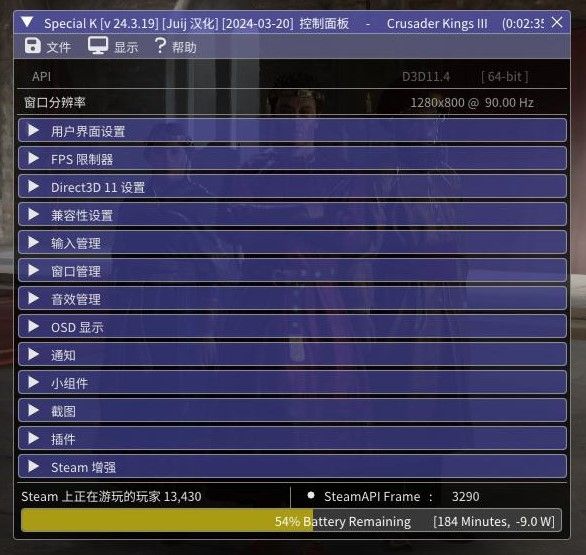 Special K [v 24.3.19] [Juij 汉化] [2024-03-20] 控制面板 - Crusader Kings III (0:02:35
文件 显示 帮助
API D3D11.4 [ 64-bit ]
窗口分辨率 1280x800 @ 90.00 Hz
用户界面设置
FPS 限制器
Direct3D 11 设置
兼容性设置
输入管理
窗口管理
音效管理
OSD 显示
通知
小组件
截图
插件
Steam 增强
Steam 上正在游玩的玩家 13,430 • SteamAPI Frame : 3290
54% Battery Remaining [184 Minutes, -9.0 W]